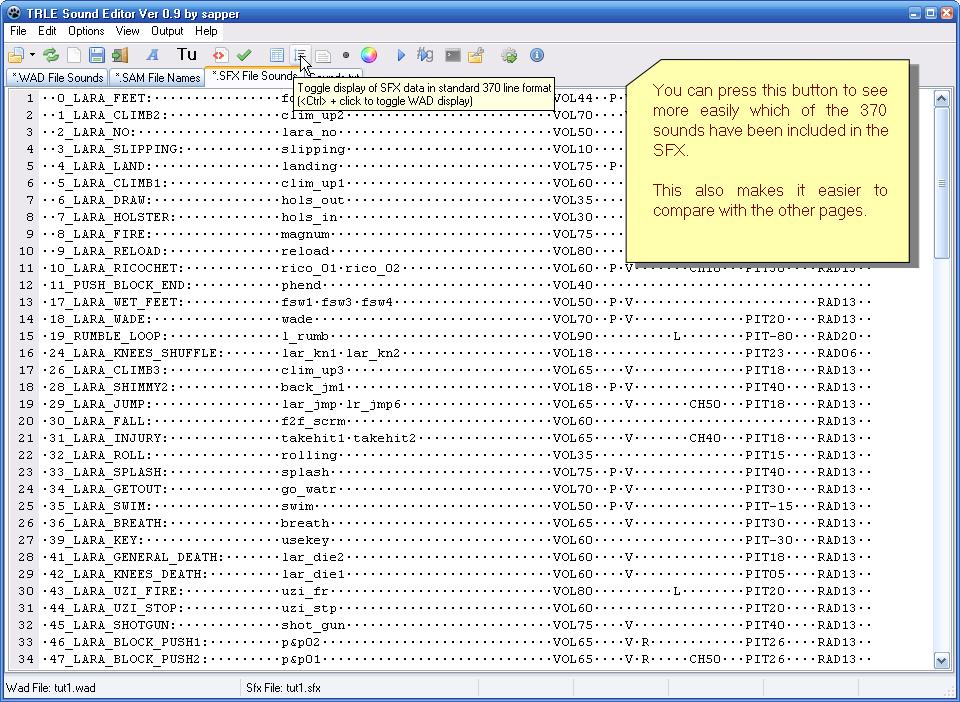 TRLE Sound Editor Ver 0.9 by sapper
File Edit Options View Output Help
Tu
*.WAD File Sounds *.SAM File Names *.SFX File Sounds Sounds.txt
Toggle display of SFX data in standard 370 line format
(<Ctrl> + click to toggle WAD display)
You can press this button to see
more easily which of the 370
sounds have been included in the
SFX.
This also makes it easier to
compare with the other pages.
1 0_LARA_FEET: VOL44 P
2 1_LARA_CLIMB2: clim_up2 VOL70
3 2_LARA_NO: lara_no VOL50
4 3_LARA_SLIPPING: slipping VOL10
5 4_LARA_LAND: landing VOL75 P
6 5_LARA_CLIMB1: clim_up1 VOL60
7 6_LARA_DRAW: hols_out VOL35
8 7_LARA_HOLSTER: hols_in VOL30
9 8_LARA_FIRE: magnum VOL75
10 9_LARA_RELOAD: reload VOL80
11 10_LARA_RICOCHET: rico_01 rico_02 VOL60 P V CH10 PIT30 RAD13
12 11_PUSH_BLOCK_END: phend VOL40
13 17_LARA_WET_FEET: fsw1 fsw3 fsw4 VOL50 P V RAD13
14 18_LARA_WADE: wade VOL70 P V PIT20 RAD13
15 19_RUMBLE_LOOP: l_rumb VOL90 L PIT-80 RAD20
16 24_LARA_KNEES_SHUFFLE: lar_kn1 lar_kn2 VOL18 PIT23 RAD06
17 26_LARA_CLIMB3: clim_up3 VOL65 V PIT18 RAD13
18 28_LARA_SHIMMY2: back_jm1 VOL18 P V PIT40 RAD13
19 29_LARA_JUMP: lar_jmp lr_jmp6 VOL65 V CH50 PIT18 RAD13
20 30_LARA_FALL: f2f_scrm VOL60 RAD13
21 31_LARA_INJURY: takehit1 takehit2 VOL65 V CH40 PIT18 RAD13
22 32_LARA_ROLL: rolling VOL35 PIT15 RAD13
23 33_LARA_SPLASH: splash VOL75 P V PIT40 RAD13
24 34_LARA_GETOUT: go_watr VOL70 P V PIT30 RAD13
25 35_LARA_SWIM: swim VOL50 P V PIT-15 RAD13
26 36_LARA_BREATH: breath VOL65 V PIT30 RAD13
27 39_LARA_KEY: usekey VOL60 PIT-30 RAD13
28 41_LARA_GENERAL_DEATH: lar_die2 VOL60 V PIT18 RAD13
29 42_LARA_KNEES_DEATH: lar_die1 VOL60 V PIT05 RAD13
30 43_LARA_UZI_FIRE: uzi_fr VOL80 L PIT20 RAD13
31 44_LARA_UZI_STOP: uzi_stp VOL60 PIT20 RAD13
32 45_LARA_SHOTGUN: shot_gun VOL75 V PIT40 RAD13
33 46_LARA_BLOCK_PUSH1: p&p02 VOL65 V R PIT26 RAD13
34 47_LARA_BLOCK_PUSH2: p&p01 VOL65 V R CH50 PIT26 RAD13
Wad File: tut1.wad Sfx File: tut1.sfx